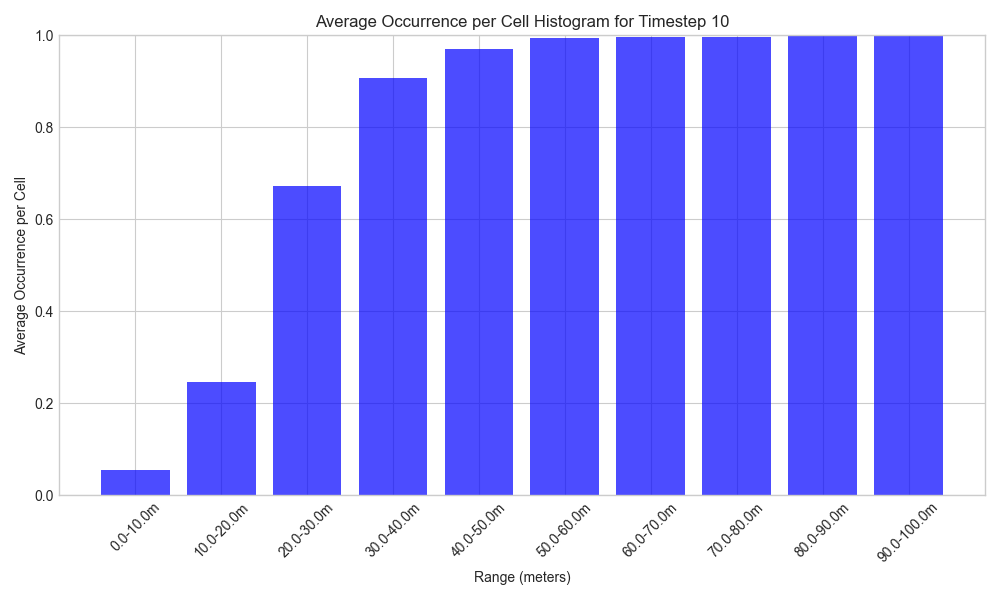 Average Occurrence per Cell Histogram for Timestep 10
1.0
0.8
0.6
0.4
0.2
0.0
Average Occurrence per Cell
0.0-10.0m
10.0-20.0m
20.0-30.0m
30.0-40.0m
40.0-50.0m
50.0-60.0m
60.0-70.0m
70.0-80.0m
80.0-90.0m
90.0-100.0m
Range (meters)